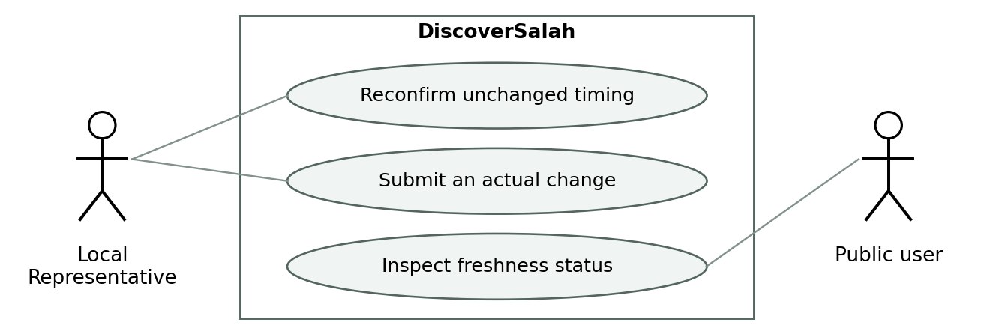 DiscoverSalah
Reconfirm unchanged timing
Submit an actual change
Inspect freshness status
Local
Representative
Public user